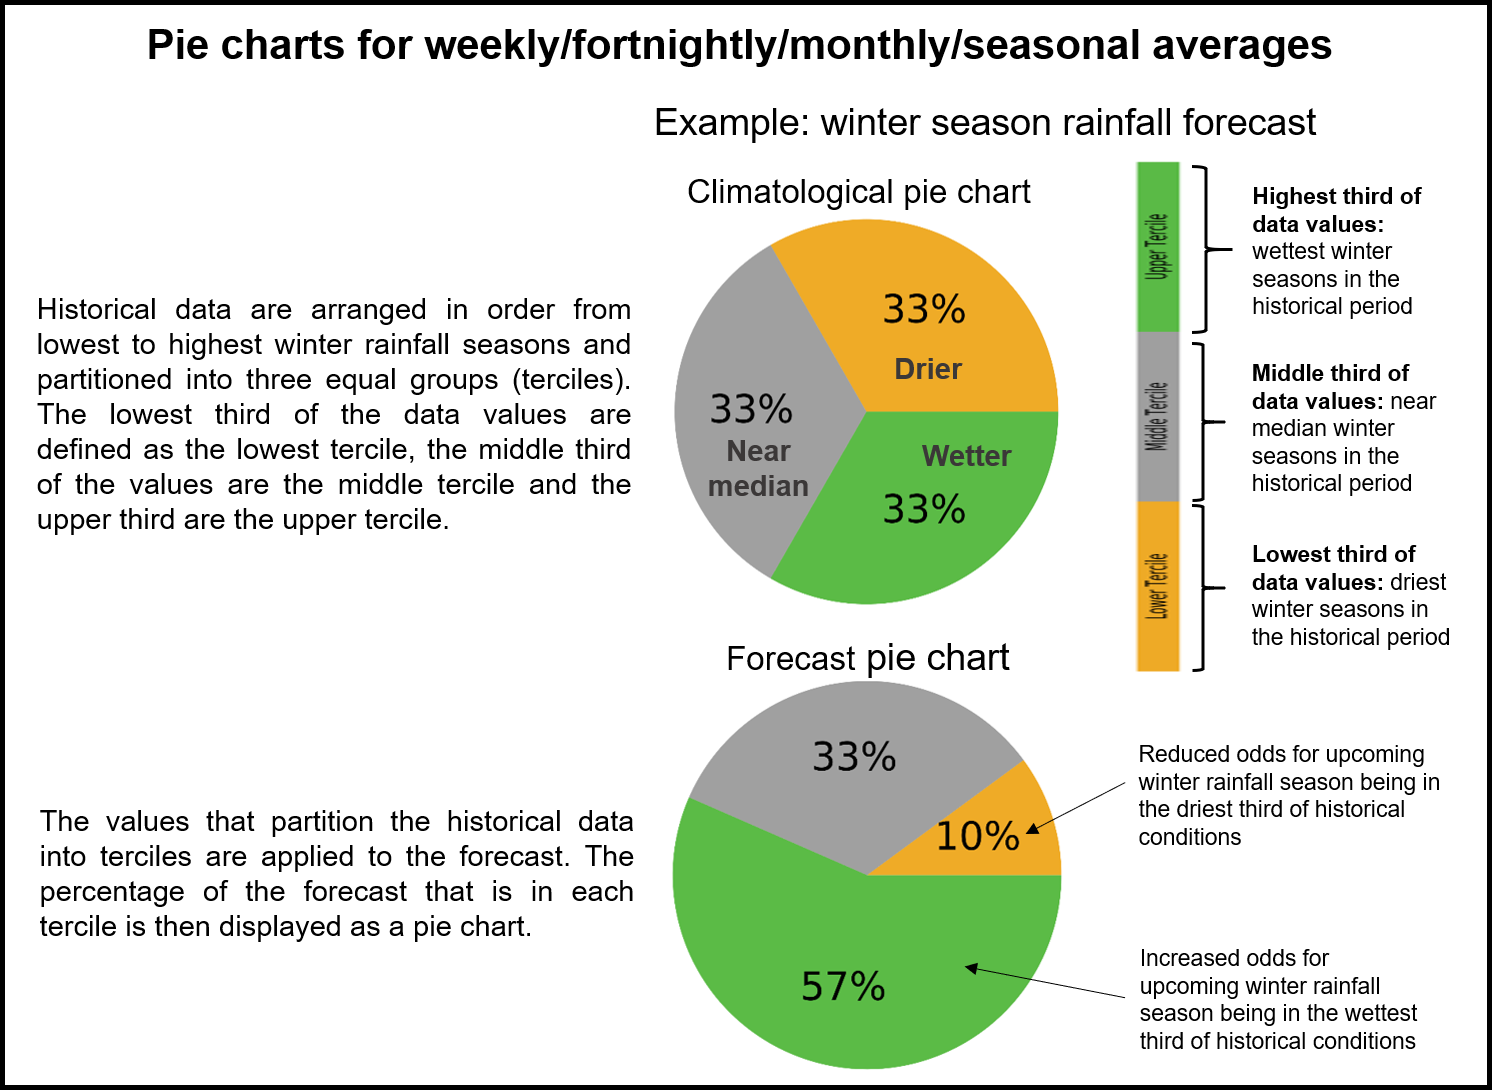 Pie charts for weekly/fortnightly/monthly/seasonal averages
Example: winter season rainfall forecast
Climatological pie chart
Historical data are arranged in order from
lowest to highest winter rainfall seasons and
partitioned into three equal groups (terciles).
The lowest third of the data values are
defined as the lowest tercile, the middle third
of the values are the middle tercile and the
upper third are the upper tercile.
33%
Drier
33%
Near
median
Wetter
33%
Upper Tercile
Highest third of
data values:
wettest winter
seasons in the
historical period
Middle Tercile
Middle third of
data values: near
median winter
seasons in the
historical period
Lower Tercile
Lowest third of
data values: driest
winter seasons in
the historical period
Forecast pie chart
The values that partition the historical data
into terciles are applied to the forecast. The
percentage of the forecast that is in each
tercile is then displayed as a pie chart.
33%
10%
57%
Reduced odds for upcoming
winter rainfall season being in
the driest third of historical
conditions
Increased odds for
upcoming winter rainfall
season being in the wettest
third of historical conditions